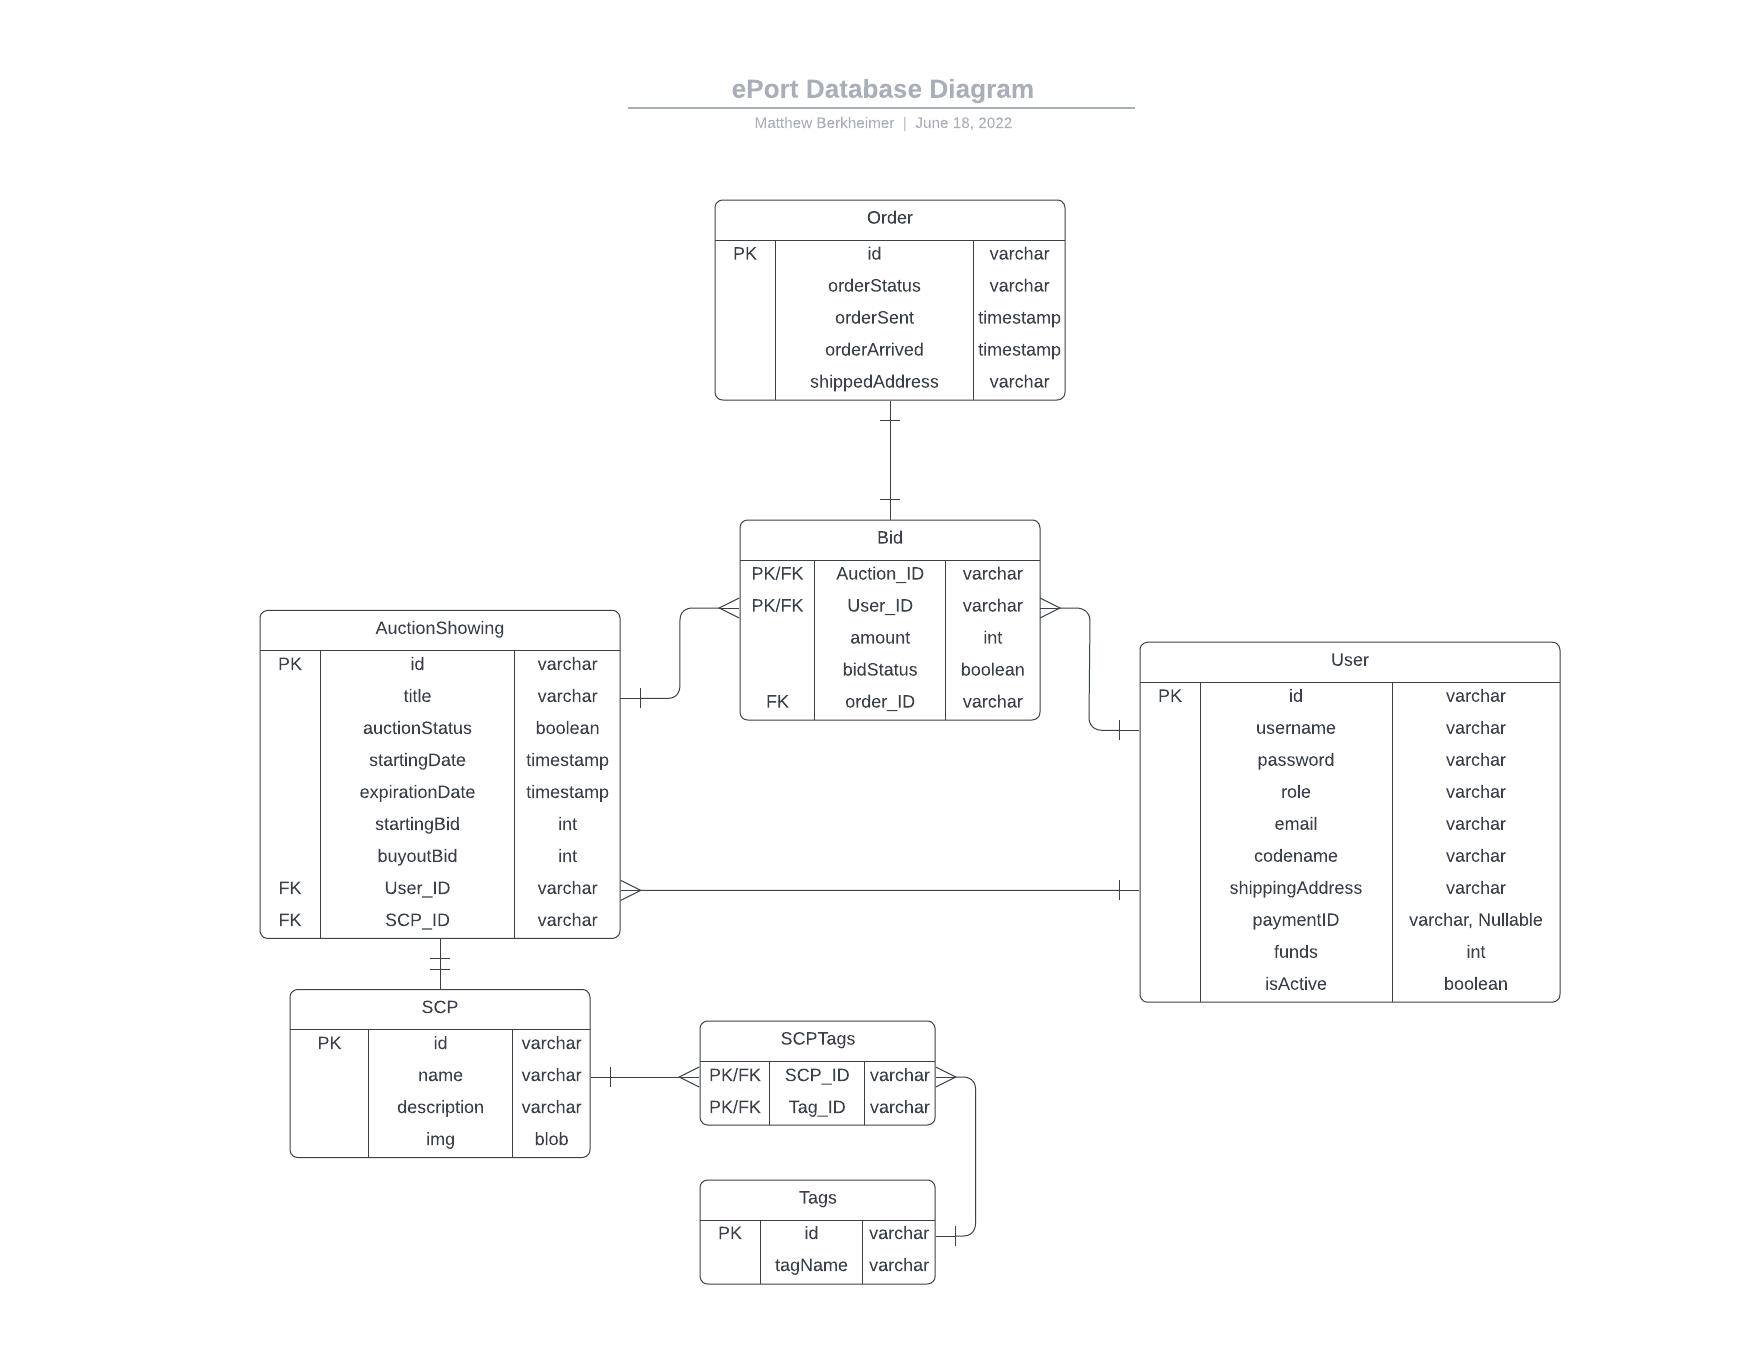 ePort Database Diagram
Matthew Berkheimer | June 18, 2022
Order
PK id varchar
orderStatus varchar
orderSent timestamp
orderArrived timestamp
shippedAddress varchar
Bid
PK/FK Auction_ID varchar
PK/FK User_ID varchar
amount int
bidStatus boolean
FK order_ID varchar
AuctionShowing
PK id varchar
title varchar
auctionStatus boolean
startingDate timestamp
expirationDate timestamp
startingBid int
buyoutBid int
FK User_ID varchar
FK SCP_ID varchar
User
PK id varchar
username varchar
password varchar
role varchar
email varchar
codename varchar
shippingAddress varchar
paymentID varchar, Nullable
funds int
isActive boolean
SCP
PK id varchar
name varchar
description varchar
img blob
SCPTags
PK/FK SCP_ID varchar
PK/FK Tag_ID varchar
Tags
PK id varchar
tagName varchar